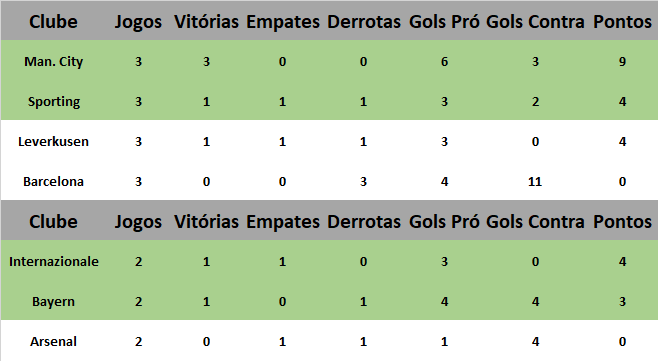 Clube Jogos Vitórias Empates Derrotas Gols Pró Gols Contra Pontos
Man. City 3 3 0 0 6 3 9
Sporting 3 1 1 1 3 2 4
Leverkusen 3 1 1 1 3 0 4
Barcelona 3 0 0 3 4 11 0
Clube Jogos Vitórias Empates Derrotas Gols Pró Gols Contra Pontos
Internazionale 2 1 1 0 3 0 4
Bayern 2 1 0 1 4 4 3
Arsenal 2 0 1 1 1 4 0